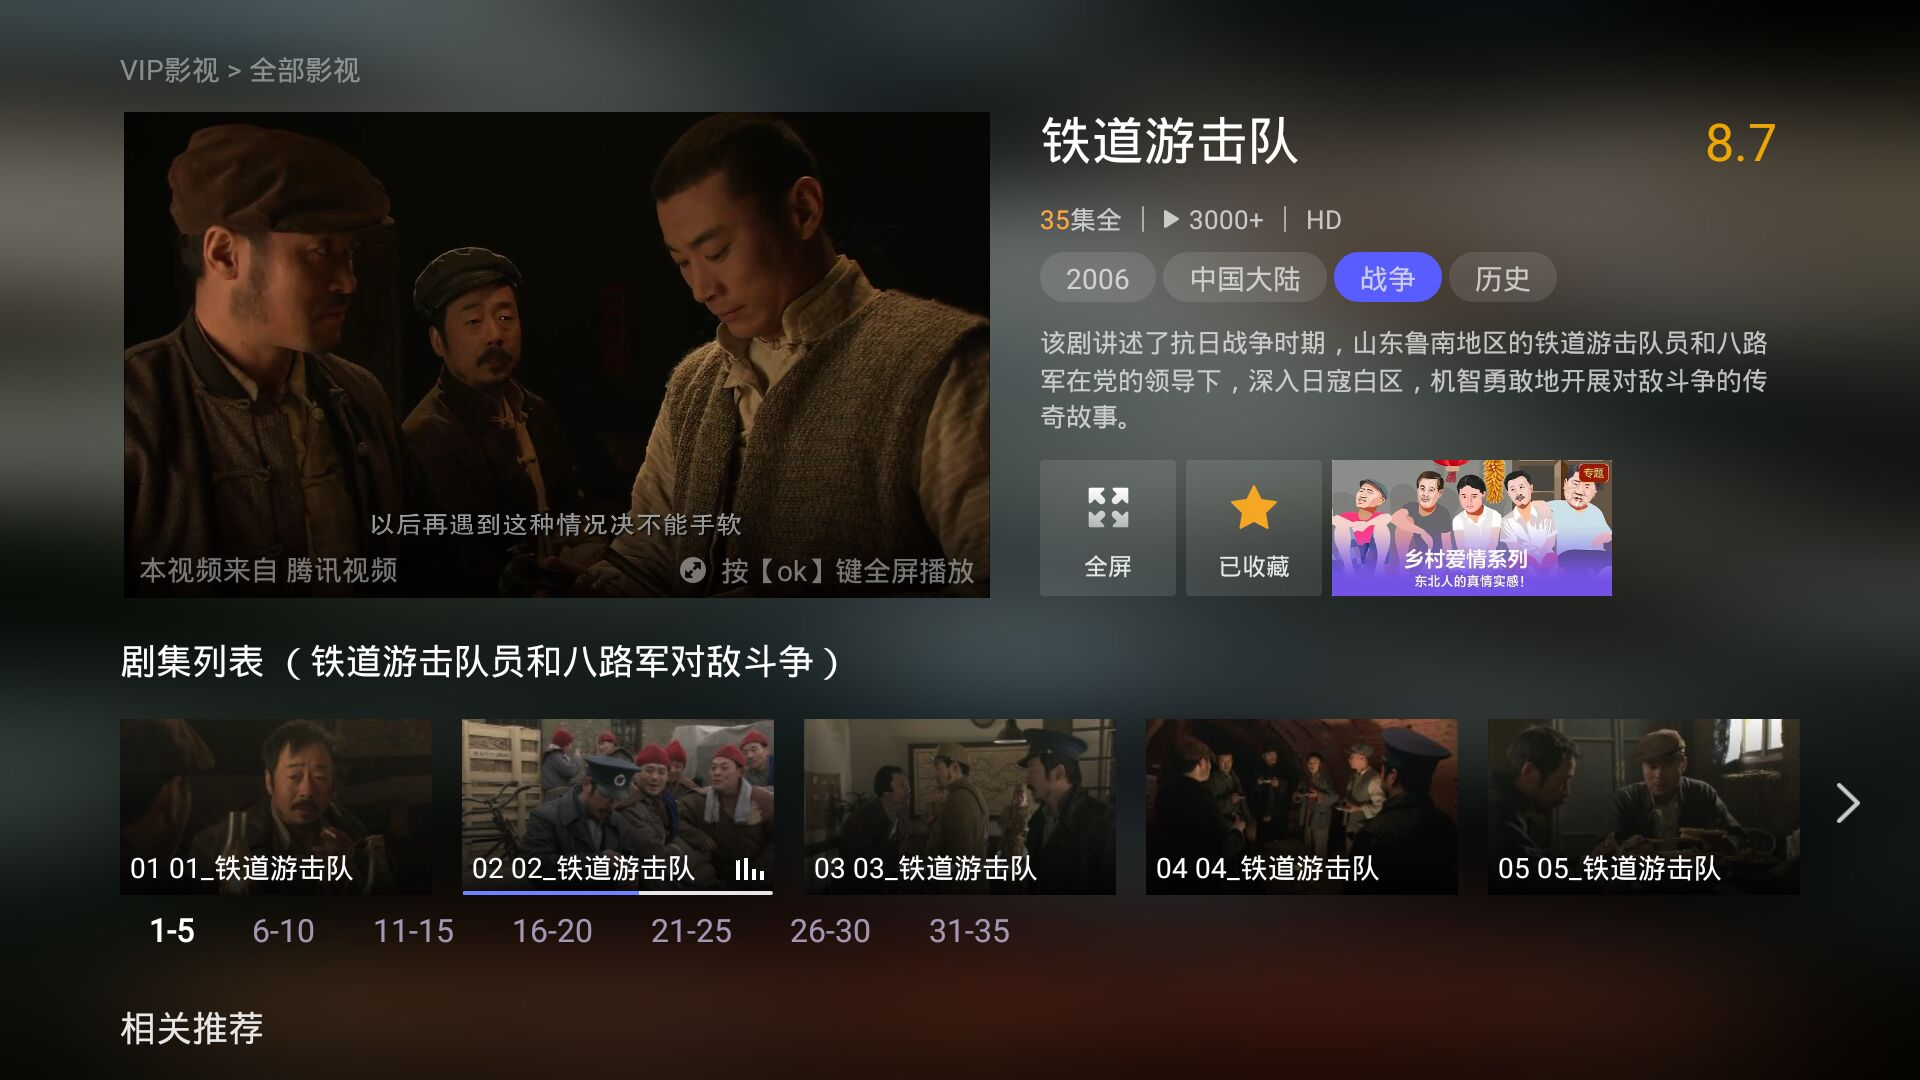 VIP影视 > 全部影视
铁道游击队
8.7
35集全 | 3000+ | HD
2006 中国大陆 战争 历史
该剧讲述了抗日战争时期，山东鲁南地区的铁道游击队员和八路
军在党的领导下，深入日寇白区，机智勇敢地开展对敌斗争的传
奇故事。
以后再遇到这种情况决不能手软
本视频来自 腾讯视频
按【ok】键全屏播放
全屏
已收藏
专题
乡村爱情系列
东北人的真情实感！
剧集列表 （铁道游击队员和八路军对敌斗争）
01 01_铁道游击队
02 02_铁道游击队
03 03_铁道游击队
04 04_铁道游击队
05 05_铁道游击队
1-5 6-10 11-15 16-20 21-25 26-30 31-35
相关推荐